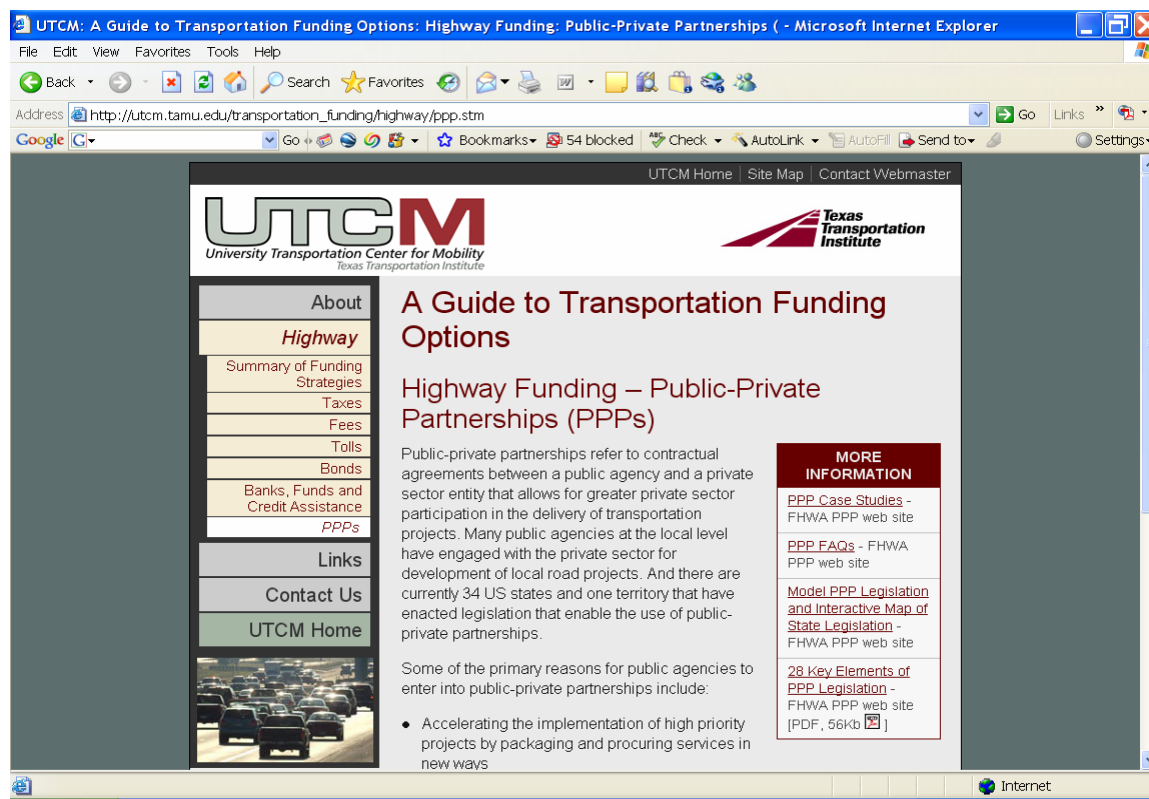 UTCM: A Guide to Transportation Funding Options: Highway Funding: Public-Private Partnerships ( - Microsoft Internet Explorer
File Edit View Favorites Tools Help
Back Search Favorites
Address http://utcm.tamu.edu/transportation_funding/highway/ppp.stm Go Links »
Google G Go Bookmarks 54 blocked Check AutoLink AutoFill Send to Settings
UTCM Home | Site Map | Contact Webmaster
UTCM
University Transportation Center for Mobility
Texas Transportation Institute
Texas
Transportation
Institute
About
Highway
Summary of Funding
Strategies
Taxes
Fees
Tolls
Bonds
Banks, Funds and
Credit Assistance
PPPs
Links
Contact Us
UTCM Home
A Guide to Transportation Funding
Options
Highway Funding – Public-Private
Partnerships (PPPs)
Public-private partnerships refer to contractual
agreements between a public agency and a private
sector entity that allows for greater private sector
participation in the delivery of transportation
projects. Many public agencies at the local level
have engaged with the private sector for
development of local road projects. And there are
currently 34 US states and one territory that have
enacted legislation that enable the use of public-
private partnerships.
Some of the primary reasons for public agencies to
enter into public-private partnerships include:
• Accelerating the implementation of high priority
projects by packaging and procuring services in
new ways
MORE
INFORMATION
PPP Case Studies -
FHWA PPP web site
PPP FAQs - FHWA
PPP web site
Model PPP Legislation
and Interactive Map of
State Legislation -
FHWA PPP web site
28 Key Elements of
PPP Legislation -
FHWA PPP web site
[PDF, 56Kb ]
Internet